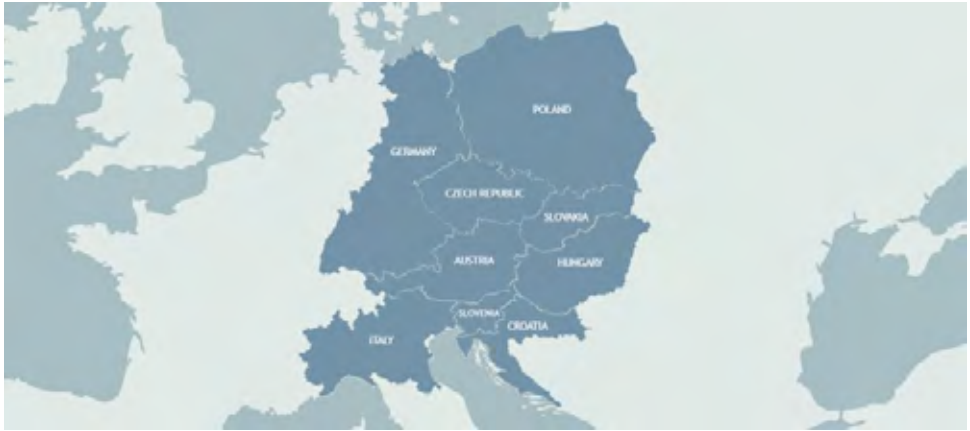 POLAND
GERMANY
CZECH REPUBLIC
SLOVAKIA
AUSTRIA
HUNGARY
SLOVENIA
CROATIA
ITALY